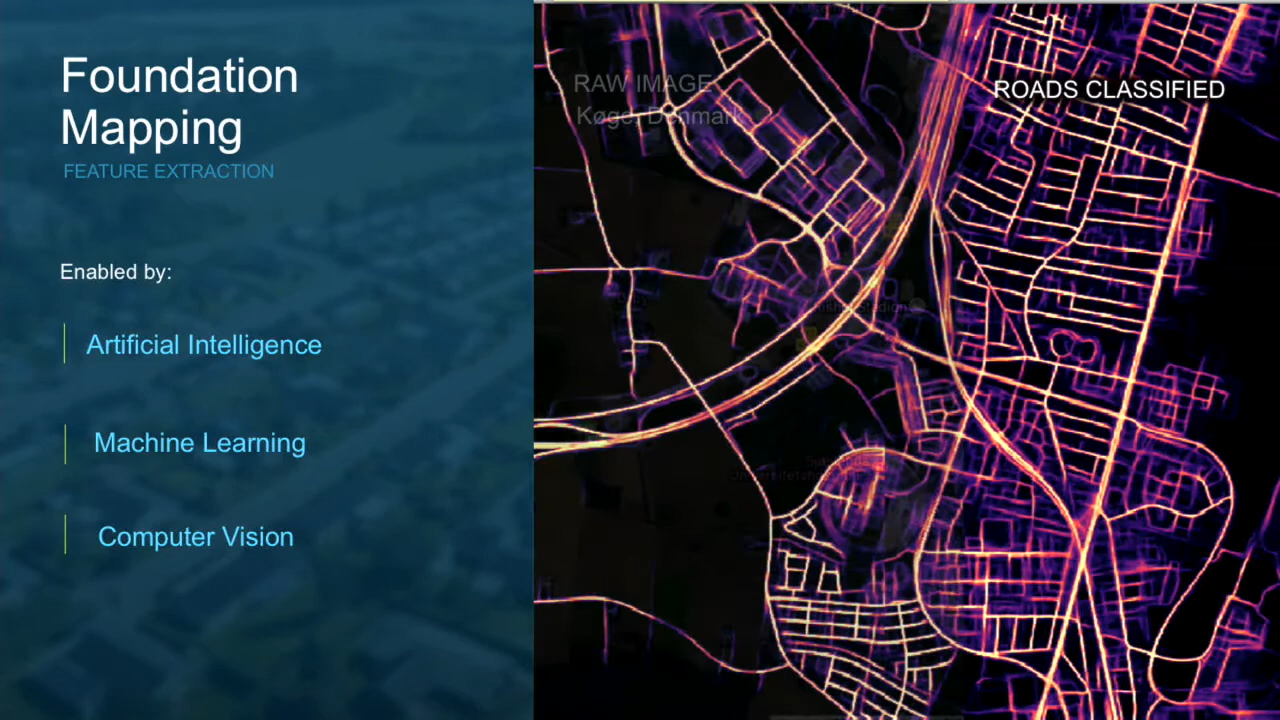 Foundation
Mapping
FEATURE EXTRACTION
Enabled by:
Artificial Intelligence
Machine Learning
Computer Vision
RAW IMAGE
Køge, Denmark
ROADS CLASSIFIED